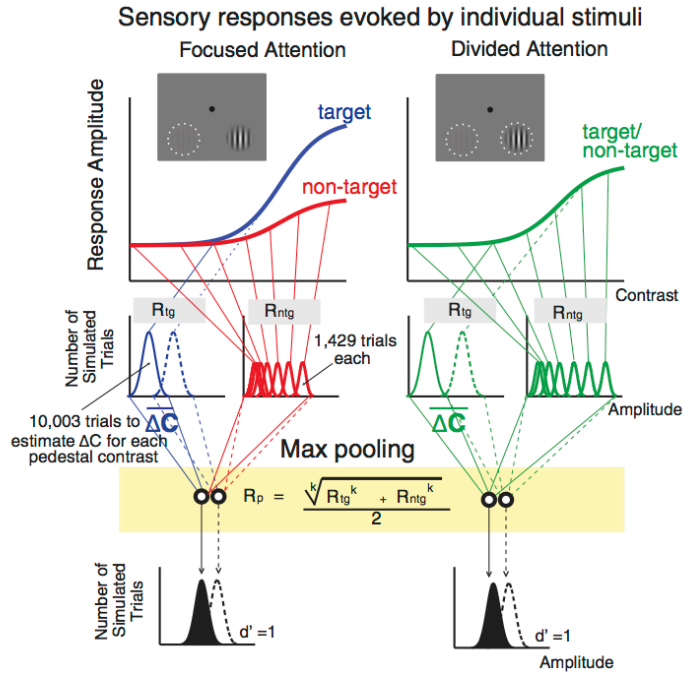 Sensory responses evoked by individual stimuli
Focused Attention
Divided Attention
Response Amplitude
target
non-target
target/
non-target
Contrast
Number of
Simulated
Trials
Rtg
Rntg
1,429 trials
each
Rtg
Rntg
10,003 trials to
estimate ΔC for each
pedestal contrast
ΔC
ΔC
Amplitude
Max pooling
Rp = k√Rtg^k + Rntg^k
2
Number of
Simulated
Trials
d' =1
d' =1
Amplitude